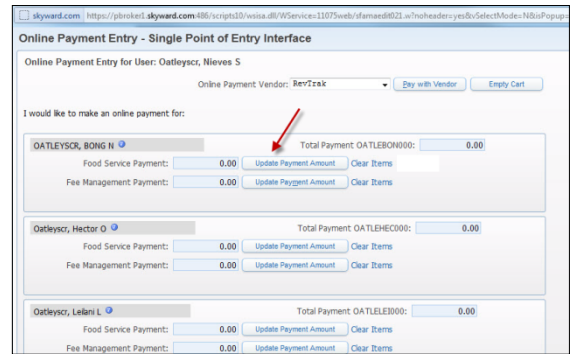 skyward.com https://pbroker1.skyward.com:486/scripts10/wsisa.dll/WService=11075web/sfamaedit021.w?noheader=yes&vSelectMode=N&isPopup=
Online Payment Entry - Single Point of Entry Interface
Online Payment Entry for User: Oatleyscr, Nieves S
Online Payment Vendor: RevTrak Pay with Vendor Empty Cart
I would like to make an online payment for:
OATLEYSCR, BONG N Total Payment OATLEBON000: 0.00
Food Service Payment: 0.00 Update Payment Amount Clear Items
Fee Management Payment: 0.00 Update Payment Amount Clear Items
Oatleyscr, Hector O Total Payment OATLEHEC000: 0.00
Food Service Payment: 0.00 Update Payment Amount Clear Items
Fee Management Payment: 0.00 Update Payment Amount Clear Items
Oatleyscr, Leilani L Total Payment OATLELEI000: 0.00
Food Service Payment: 0.00 Update Payment Amount Clear Items
Fee Management Payment: 0.00 Update Payment Amount Clear Items